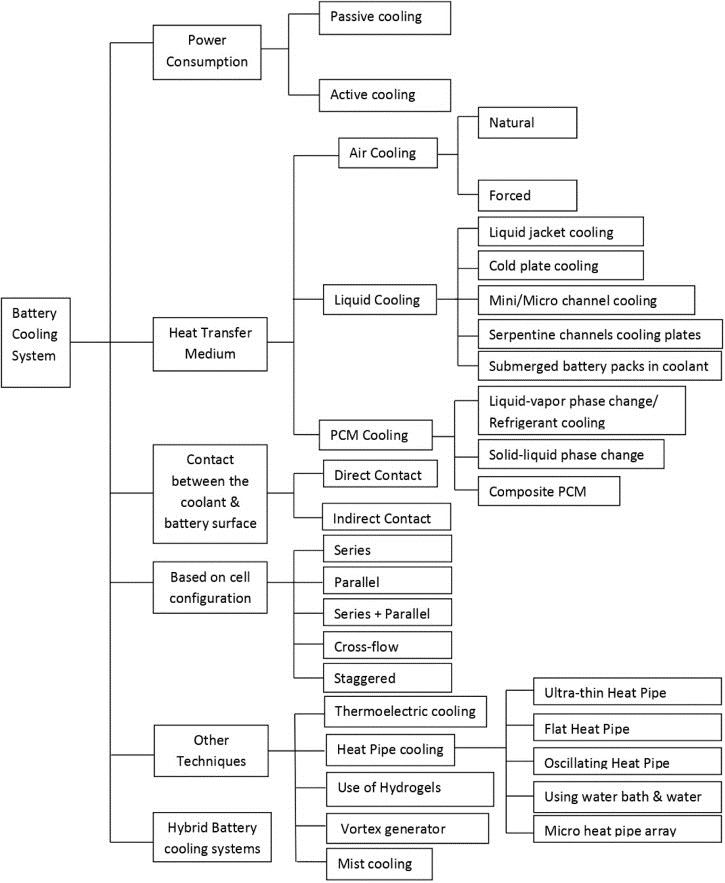 Battery
Cooling
System
Power
Consumption
Passive cooling
Active cooling
Heat Transfer
Medium
Air Cooling
Natural
Forced
Liquid Cooling
Liquid jacket cooling
Cold plate cooling
Mini/Micro channel cooling
Serpentine channels cooling plates
Submerged battery packs in coolant
PCM Cooling
Liquid-vapor phase change/
Refrigerant cooling
Solid-liquid phase change
Composite PCM
Contact
between the
coolant &
battery surface
Direct Contact
Indirect Contact
Based on cell
configuration
Series
Parallel
Series + Parallel
Cross-flow
Staggered
Other
Techniques
Thermoelectric cooling
Heat Pipe cooling
Ultra-thin Heat Pipe
Flat Heat Pipe
Oscillating Heat Pipe
Using water bath & water
Micro heat pipe array
Use of Hydrogels
Vortex generator
Mist cooling
Hybrid Battery
cooling systems